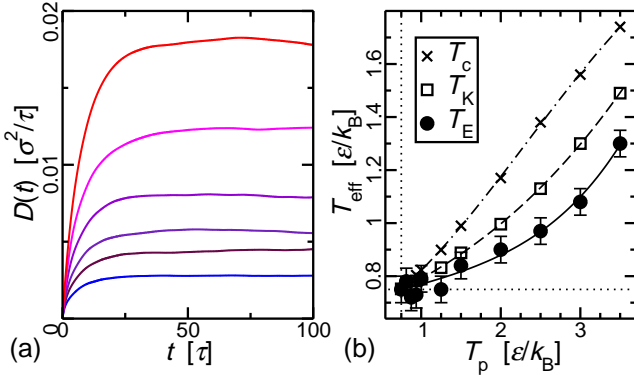 0.02
0.01
0
D(t) [σ²/τ]
0 50 100
t [τ]
(a)
T_c
T_K
T_E
1.6
1.4
1.2
1
0.8
T_eff [ε/k_B]
1 2 3
T_p [ε/k_B]
(b)